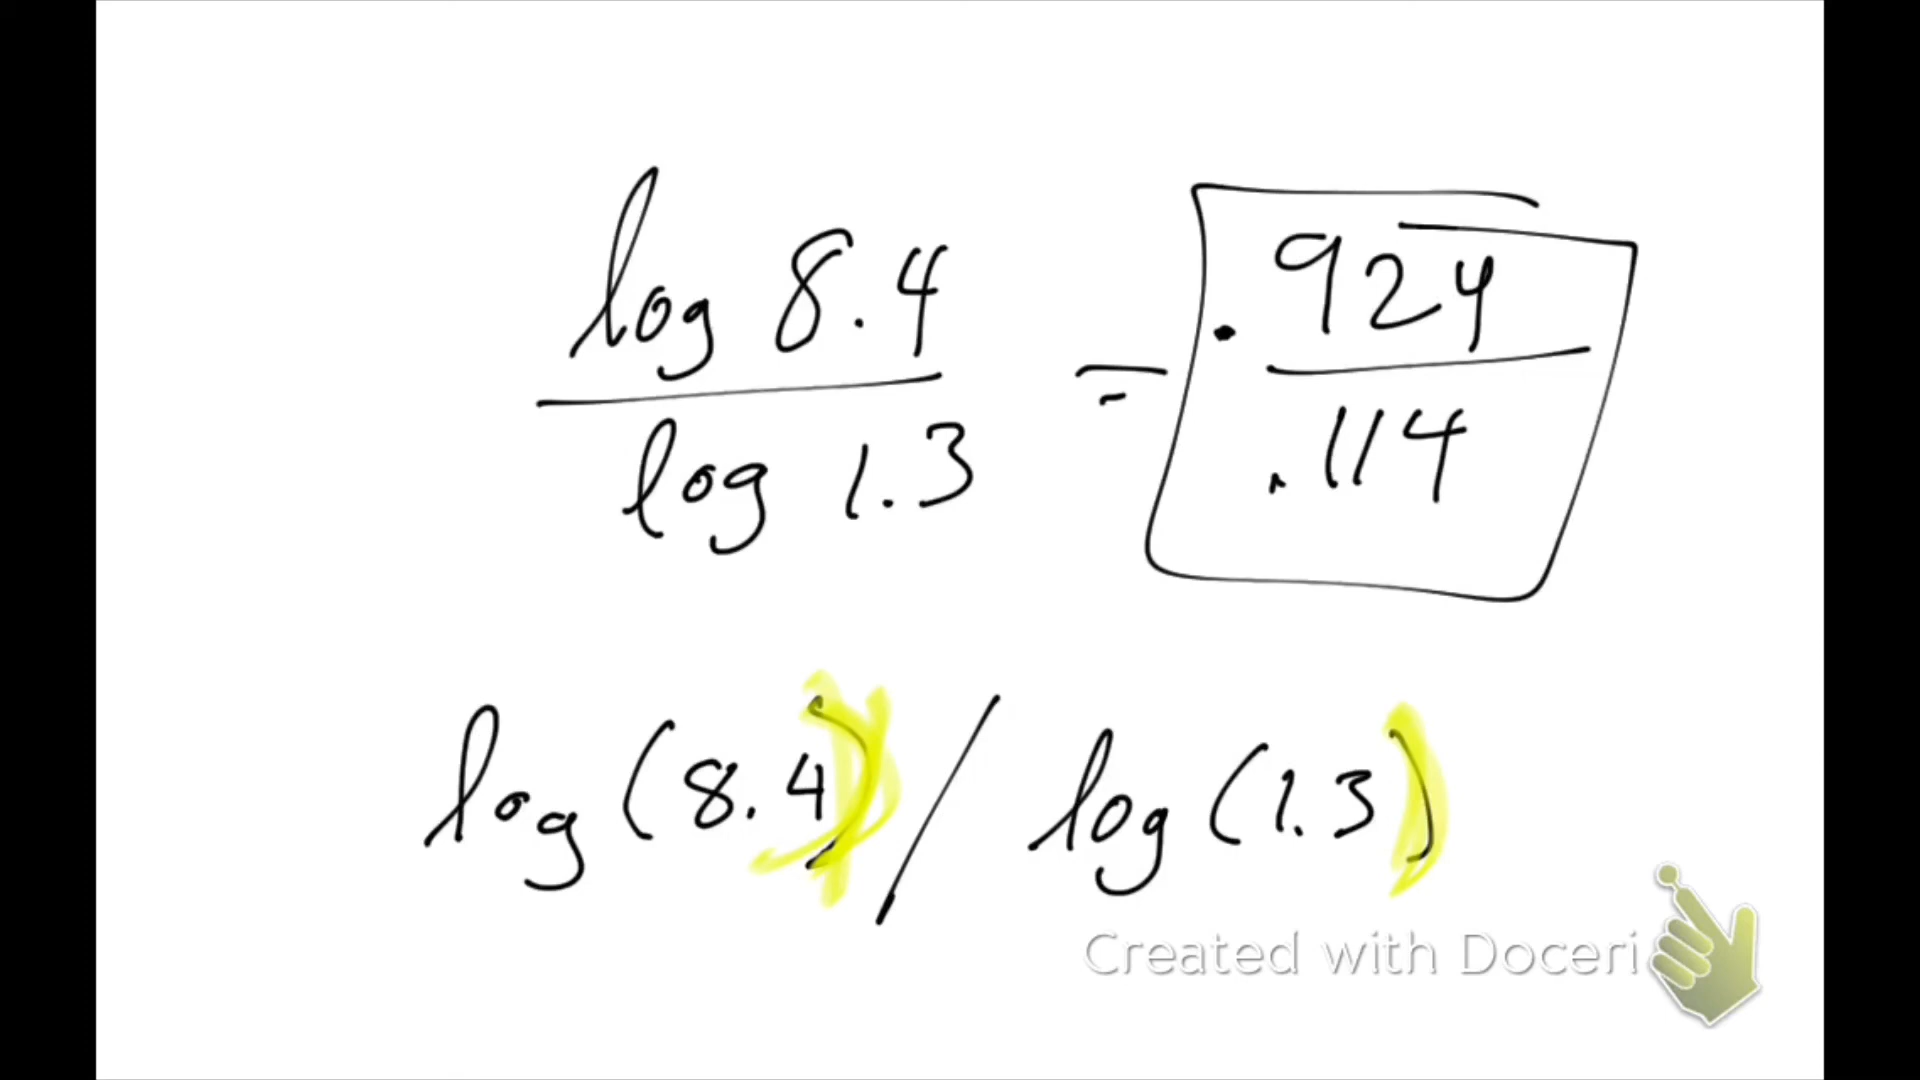 log 8.4 = .924
log 1.3 .114
log (8.4) / log (1.3)
Created with Doceri